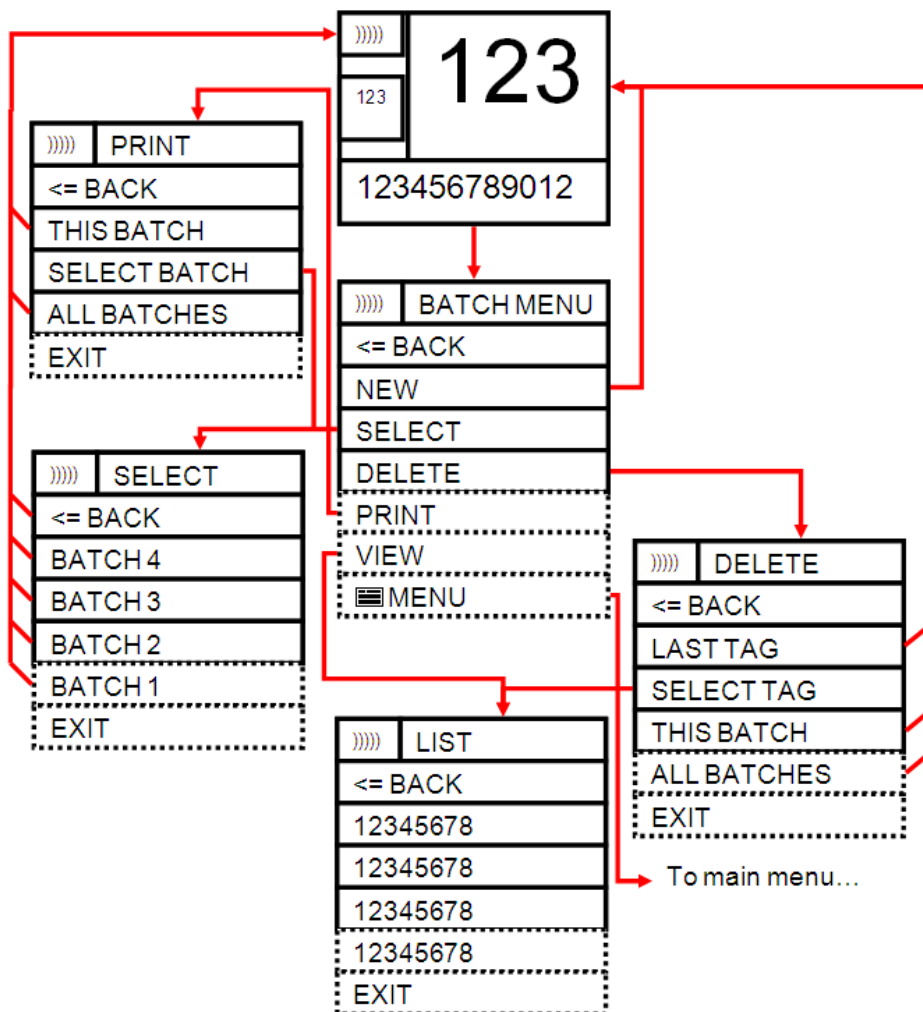 )))))
123
123
123456789012
))))) PRINT
<= BACK
THIS BATCH
SELECT BATCH
ALL BATCHES
EXIT
))))) BATCH MENU
<= BACK
NEW
SELECT
DELETE
PRINT
VIEW
MENU
))))) SELECT
<= BACK
BATCH 4
BATCH 3
BATCH 2
BATCH 1
EXIT
))))) DELETE
<= BACK
LAST TAG
SELECT TAG
THIS BATCH
ALL BATCHES
EXIT
))))) LIST
<= BACK
12345678
12345678
12345678
12345678
EXIT
To main menu...